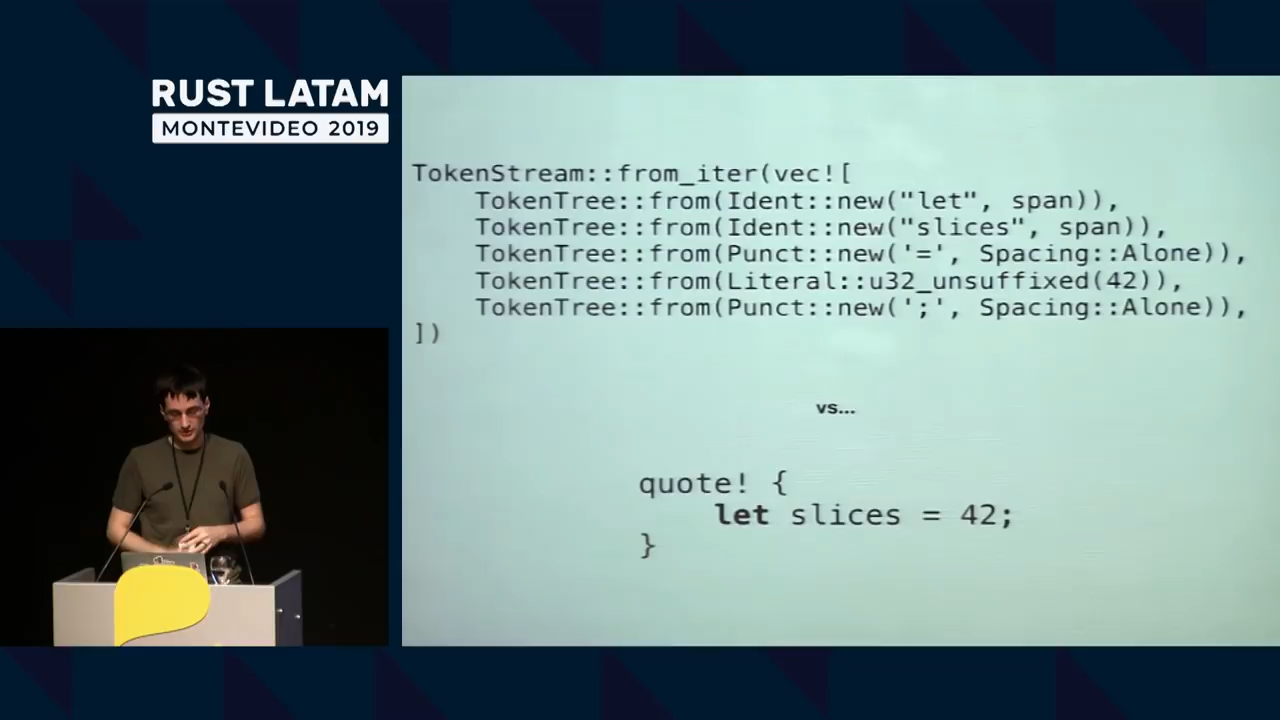 RUST LATAM
MONTEVIDEO 2019
TokenStream::from_iter(vec![
    TokenTree::from(Ident::new("let", span)),
    TokenTree::from(Ident::new("slices", span)),
    TokenTree::from(Punct::new('=', Spacing::Alone)),
    TokenTree::from(Literal::u32_unsuffixed(42)),
    TokenTree::from(Punct::new(';', Spacing::Alone)),
])
vs...
quote! {
    let slices = 42;
}